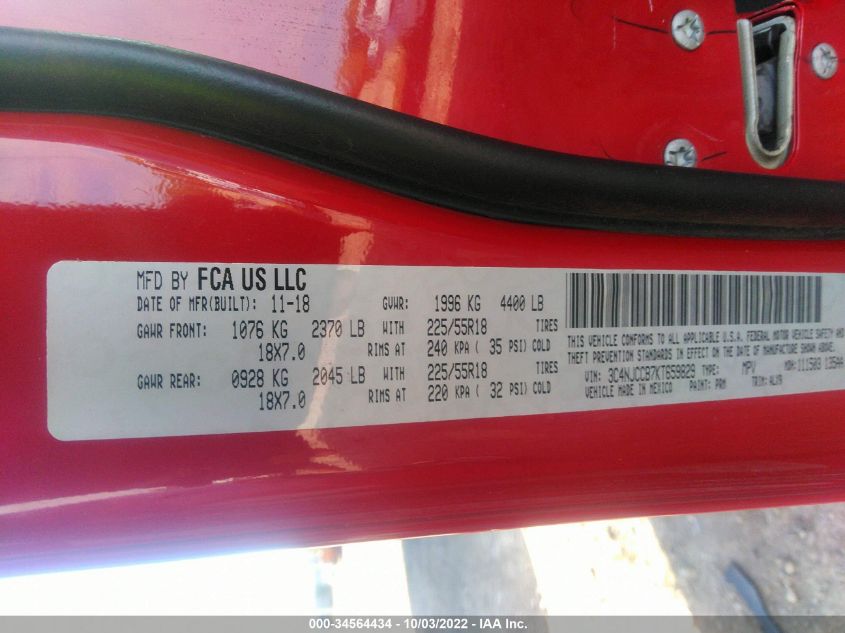 MFD BY FCA US LLC
DATE OF MFR(BUILT): 11-18 GVWR: 1996 KG 4400 LB
GAWR FRONT: 1076 KG 2370 LB WITH 225/55R18 TIRES
18X7.0 RIMS AT 240 KPA ( 35 PSI) COLD
GAWR REAR: 0928 KG 2045 LB WITH 225/55R18 TIRES
18X7.0 RIMS AT 220 KPA ( 32 PSI) COLD
THIS VEHICLE CONFORMS TO ALL APPLICABLE U.S.A. FEDERAL MOTOR VEHICLE SAFETY AND
THEFT PREVENTION STANDARDS IN EFFECT ON THE DATE OF MANUFACTURE SHOWN ABOVE.
VIN: 3C4NJCCB7KT659829 TYPE: MPV MDH: 111503 13544
VEHICLE MADE IN MEXICO PAINT: PRM TRIM: ALX9
000-34564434 - 10/03/2022 - IAA Inc.